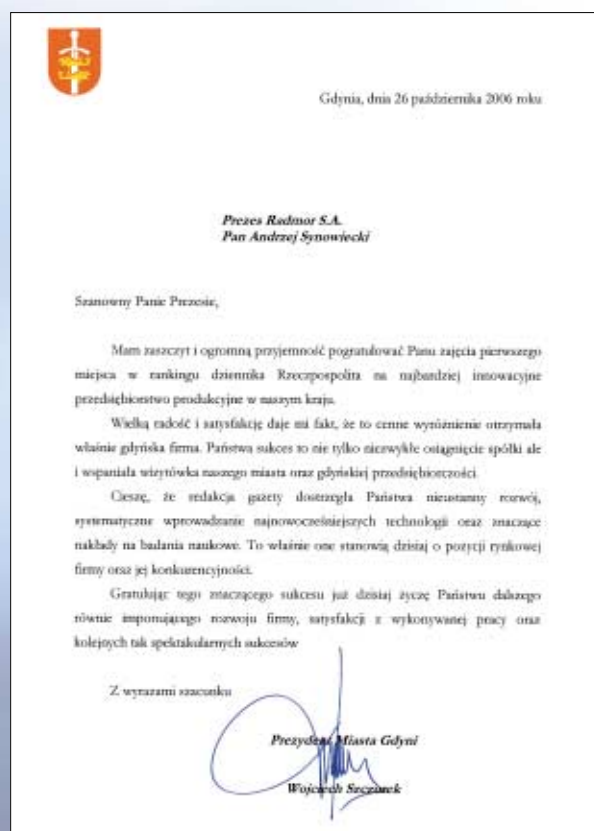 Gdynia, dnia 26 października 2006 roku
Prezes Radmor S.A.
Pan Andrzej Synowiecki
Szanowny Panie Prezesie,
Mam zaszczyt i ogromną przyjemność pogratulować Panu zajęcia pierwszego
miejsca w rankingu dziennika Rzeczpospolita na najbardziej innowacyjne
przedsiębiorstwo produkcyjne w naszym kraju.
Wielką radość i satysfakcję daje mi fakt, że to cenne wyróżnienie otrzymała
właśnie gdyńska firma. Państwa sukces to nie tylko niezwykłe osiągnięcie spółki ale
i wspaniała wizytówka naszego miasta oraz gdyńskiej przedsiębiorczości.
Cieszę, że redakcja gazety dostrzegła Państwa nieustanny rozwój,
systematyczne wprowadzanie najnowocześniejszych technologii oraz znaczące
nakłady na badania naukowe. To właśnie one stanowią dzisiaj o pozycji rynkowej
firmy oraz jej konkurencyjności.
Gratulując tego znaczącego sukcesu już dzisiaj życzę Państwu dalszego
równie imponującego rozwoju firmy, satysfakcji z wykonywanej pracy oraz
kolejnych tak spektakularnych sukcesów
Z wyrazami szacunku
Prezydent Miasta Gdyni
Wojciech Szczurek